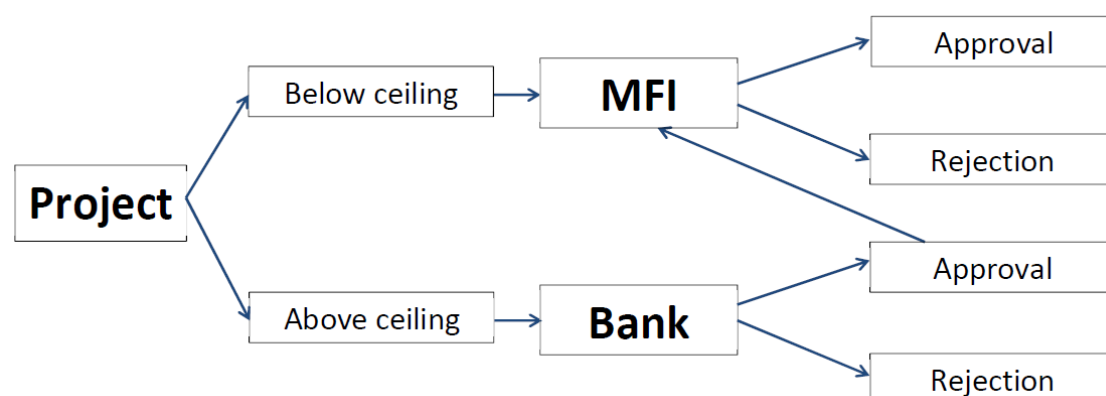 Approval
Below ceiling
MFI
Rejection
Project
Approval
Above ceiling
Bank
Rejection